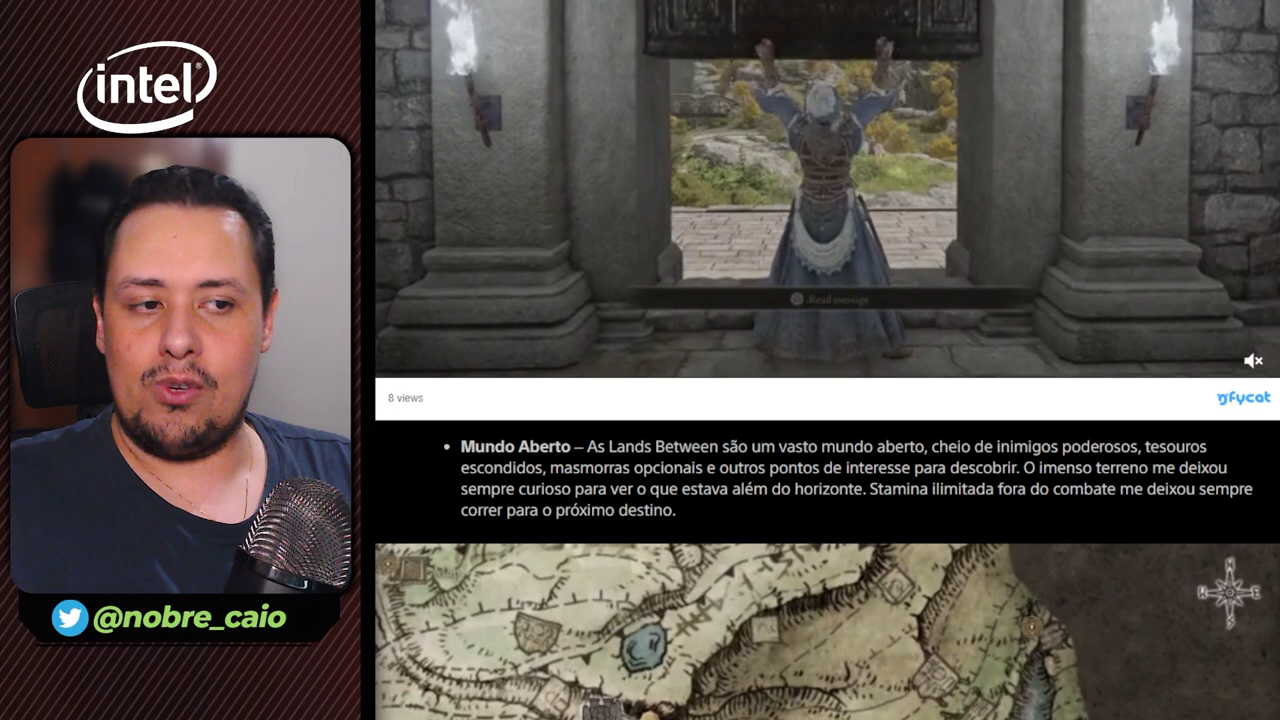 intel®
@nobre_caio
Read message
8 views
gfycat
• Mundo Aberto – As Lands Between são um vasto mundo aberto, cheio de inimigos poderosos, tesouros
escondidos, masmorras opcionais e outros pontos de interesse para descobrir. O imenso terreno me deixou
sempre curioso para ver o que estava além do horizonte. Stamina ilimitada fora do combate me deixou sempre
correr para o próximo destino.
N
E
S